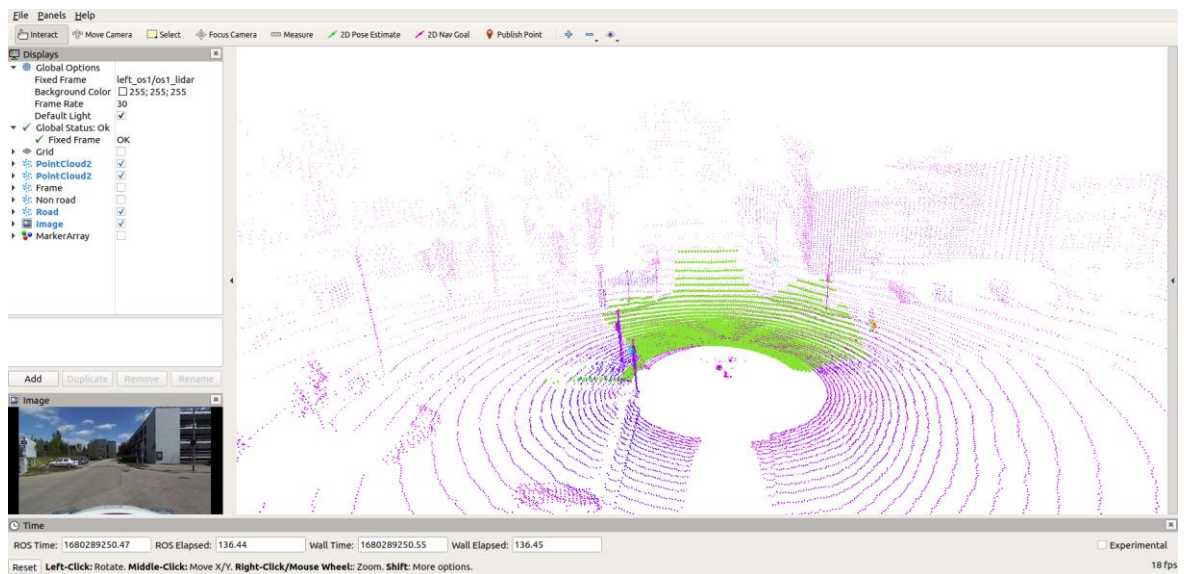 File Panels Help
Interact Move Camera Select Focus Camera Measure 2D Pose Estimate 2D Nav Goal Publish Point
Displays
Global Options
Fixed Frame left_os1/os1_lidar
Background Color 255; 255; 255
Frame Rate 30
Default Light
Global Status: Ok
Fixed Frame OK
Grid
PointCloud2
PointCloud2
Frame
Non road
Road
Image
MarkerArray
Add Duplicate Remove Rename
Image
Time
ROS Time: 1680289250.47 ROS Elapsed: 136.44 Wall Time: 1680289250.55 Wall Elapsed: 136.45 Experimental
Reset Left-Click: Rotate. Middle-Click: Move X/Y. Right-Click/Mouse Wheel:: Zoom. Shift: More options. 18 fps